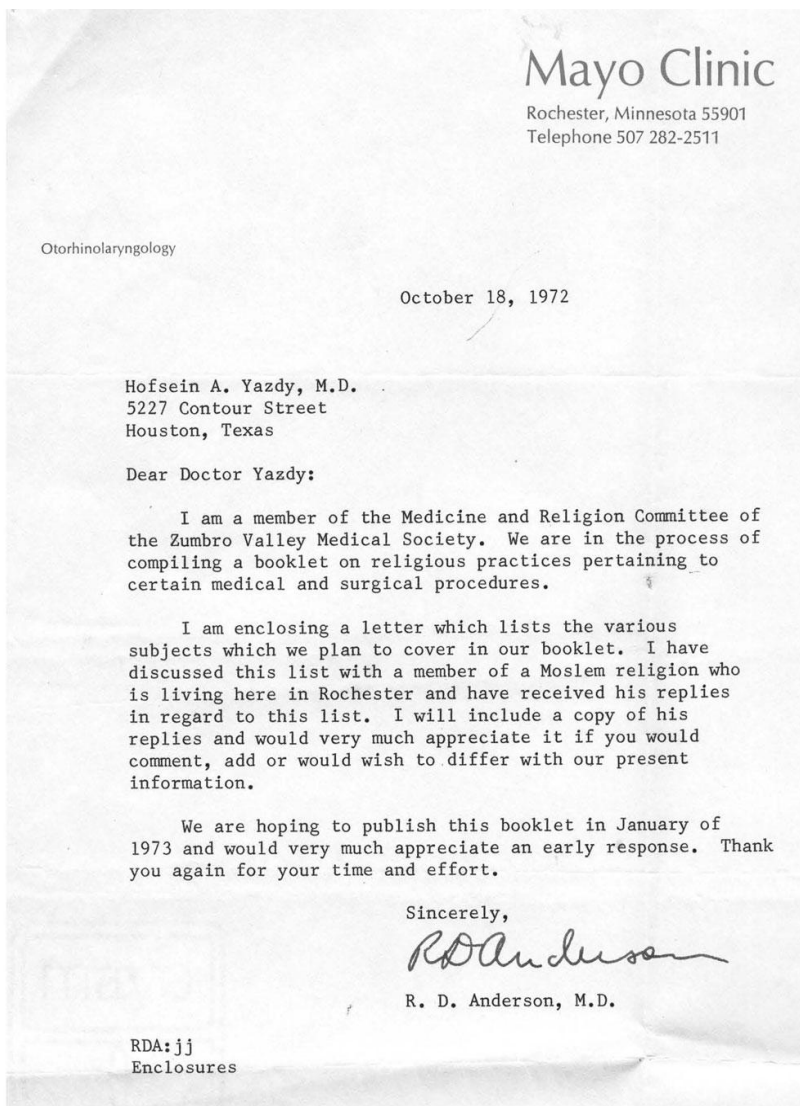 Mayo Clinic
Rochester, Minnesota 55901
Telephone 507 282-2511
Otorhinolaryngology
October 18, 1972
Hofsein A. Yazdy, M.D.
5227 Contour Street
Houston, Texas
Dear Doctor Yazdy:
I am a member of the Medicine and Religion Committee of
the Zumbro Valley Medical Society. We are in the process of
compiling a booklet on religious practices pertaining to
certain medical and surgical procedures.
I am enclosing a letter which lists the various
subjects which we plan to cover in our booklet. I have
discussed this list with a member of a Moslem religion who
is living here in Rochester and have received his replies
in regard to this list. I will include a copy of his
replies and would very much appreciate it if you would
comment, add or would wish to differ with our present
information.
We are hoping to publish this booklet in January of
1973 and would very much appreciate an early response. Thank
you again for your time and effort.
Sincerely,
RDAnderson
R. D. Anderson, M.D.
RDA:jj
Enclosures